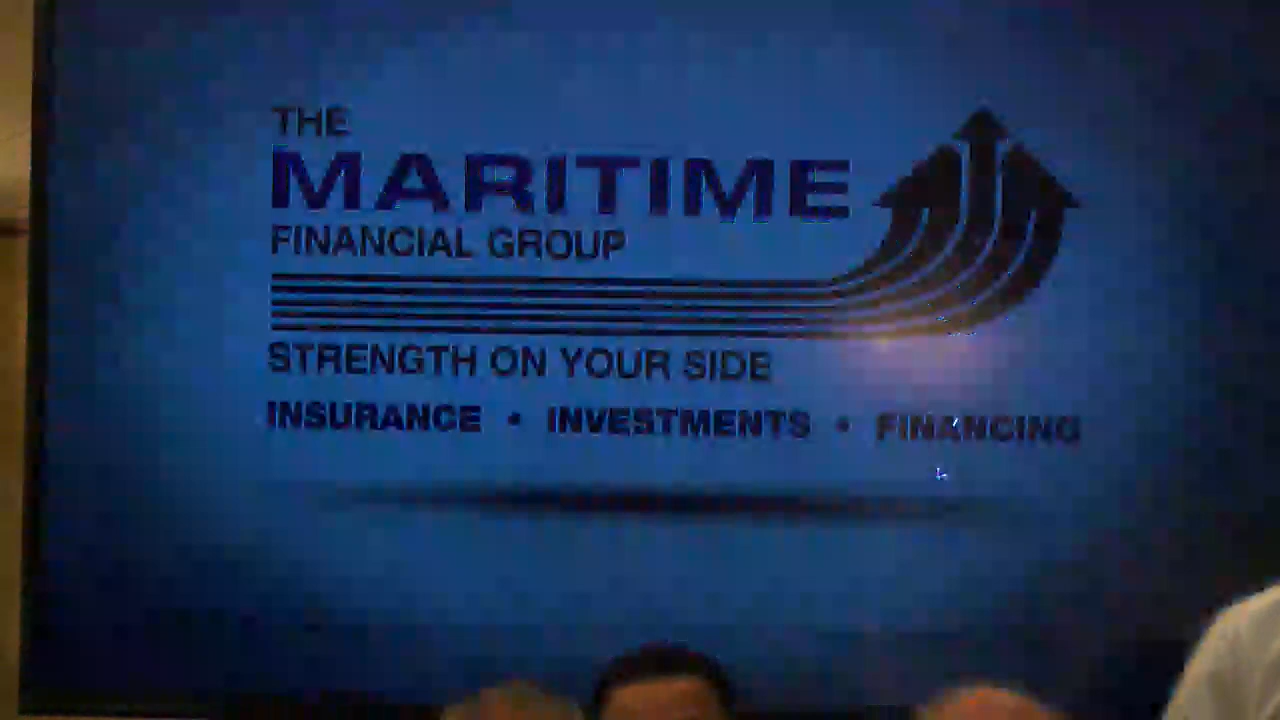 THE
MARITIME
FINANCIAL GROUP
STRENGTH ON YOUR SIDE
INSURANCE • INVESTMENTS • FINANCING